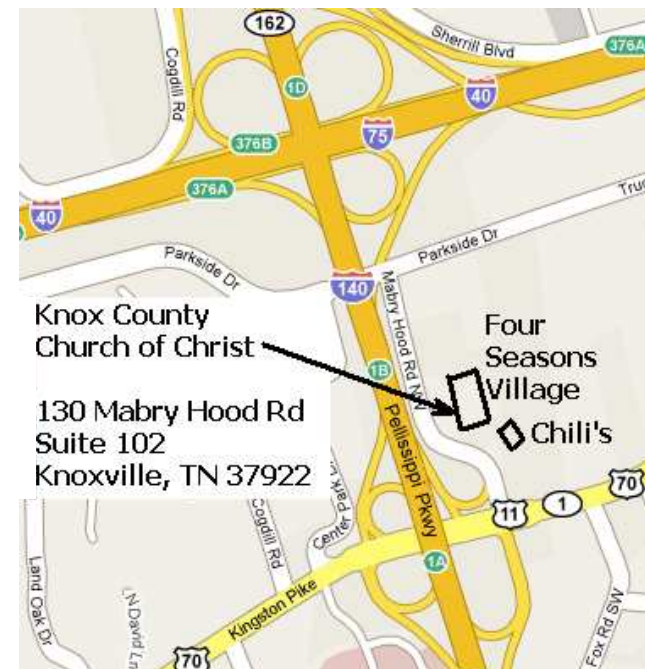 162
Sherrill Blvd
376A
Cogdill Rd
1D
40
376B
75
376A
40
Parkside Dr
Parkside Dr
140
Mabry Hood Rd NW
Knox County
Church of Christ
130 Mabry Hood Rd
Suite 102
Knoxville, TN 37922
1B
Four
Seasons
Village
Chili's
Pellissippi Pkwy
70
1
11
Center Park Dr
Cogdill Rd
1A
Land Oak Dr
N David Ln
Kingston Pike
70
Fox Rd SW